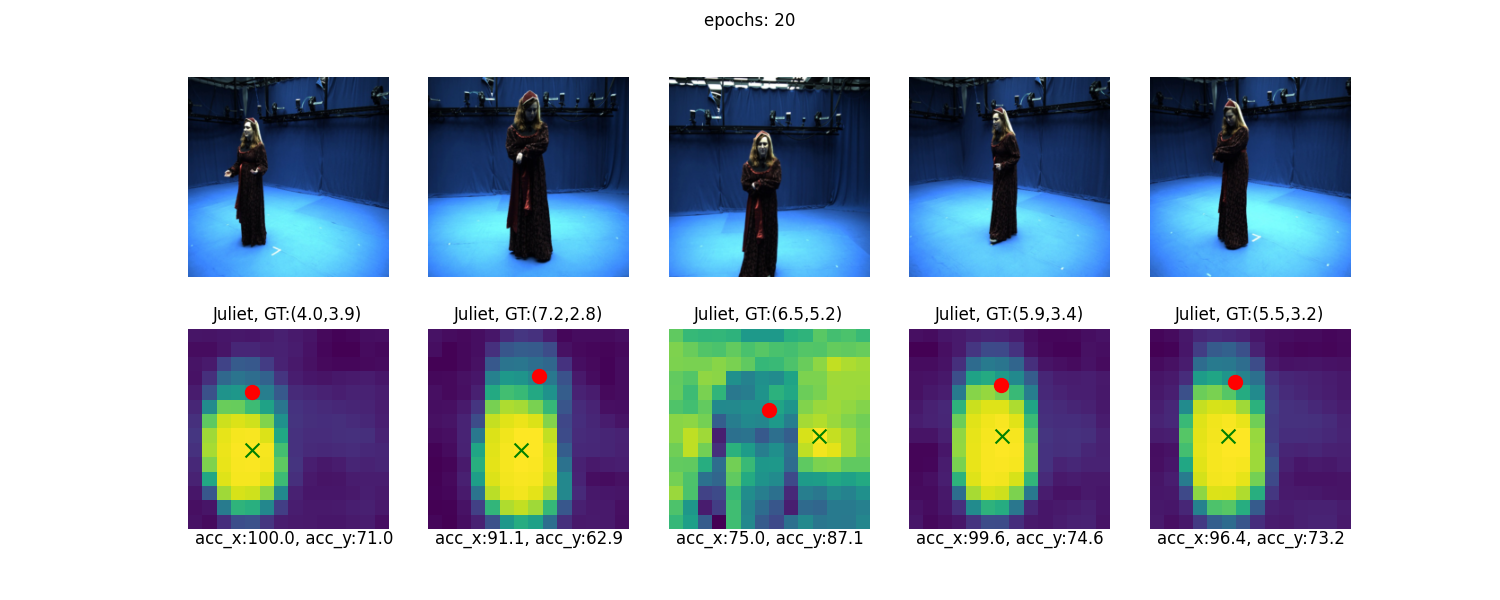 epochs: 20
Juliet, GT:(4.0,3.9)
Juliet, GT:(7.2,2.8)
Juliet, GT:(6.5,5.2)
Juliet, GT:(5.9,3.4)
Juliet, GT:(5.5,3.2)
acc_x:100.0, acc_y:71.0
acc_x:91.1, acc_y:62.9
acc_x:75.0, acc_y:87.1
acc_x:99.6, acc_y:74.6
acc_x:96.4, acc_y:73.2